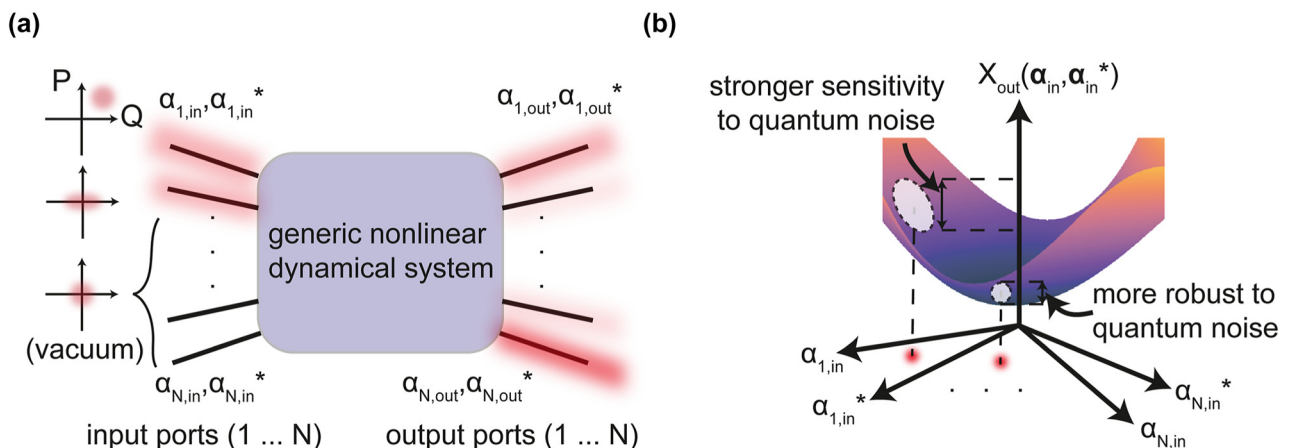 (a)
P
Q
α1,in,α1,in*
α1,out,α1,out*
generic nonlinear
dynamical system
(vacuum)
αN,in,αN,in*
αN,out,αN,out*
input ports (1 ... N)
output ports (1 ... N)
(b)
Xout(αin,αin*)
stronger sensitivity
to quantum noise
more robust to
quantum noise
α1,in
α1,in*
αN,in*
αN,in